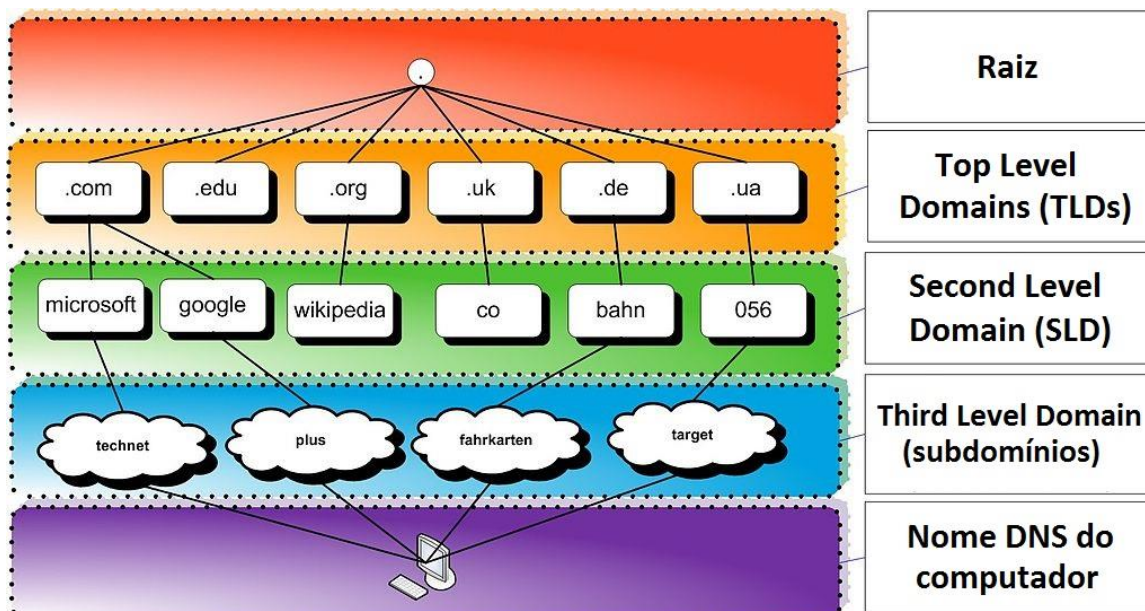 .
Raiz
.com .edu .org .uk .de .ua
Top Level
Domains (TLDs)
microsoft google wikipedia co bahn 056
Second Level
Domain (SLD)
technet plus fahrkarten target
Third Level Domain
(subdomínios)
Nome DNS do
computador